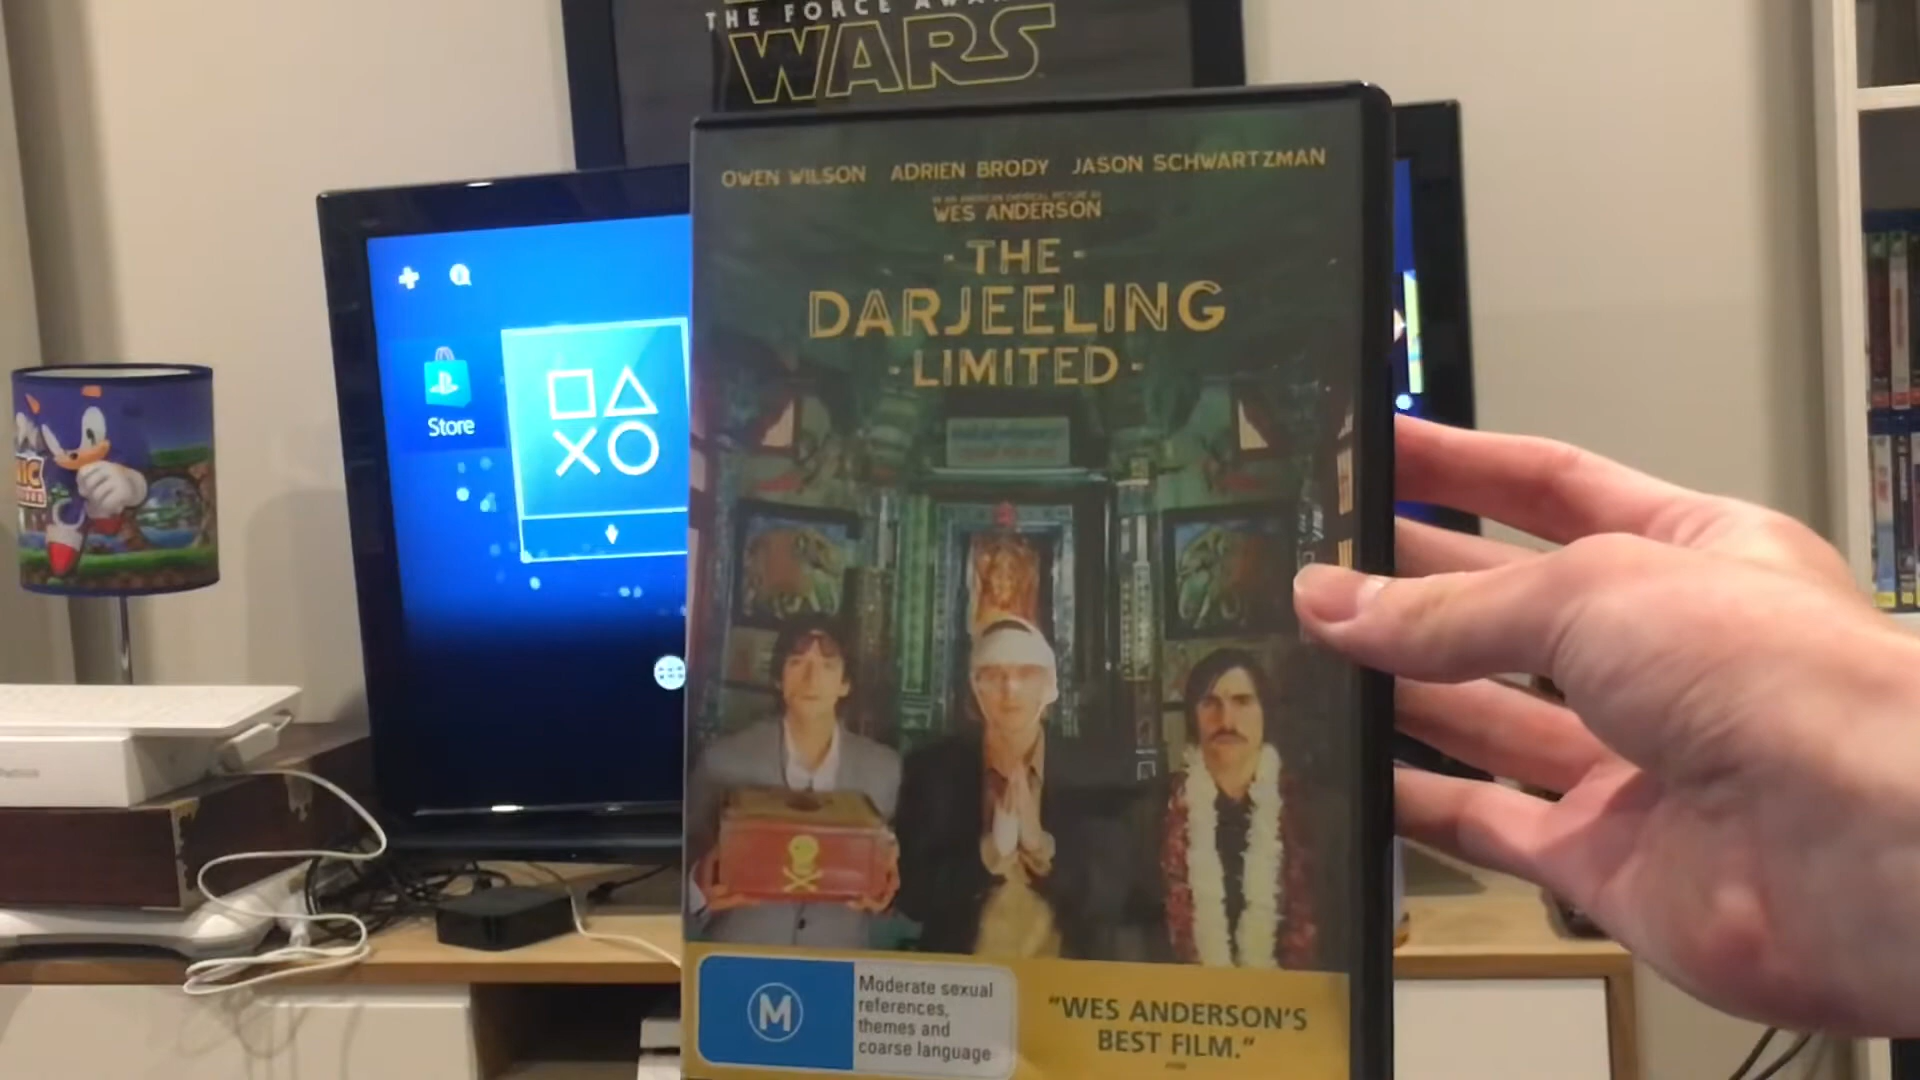 THE FORCE AWA
WARS
OWEN WILSON ADRIEN BRODY JASON SCHWARTZMAN
WES ANDERSON
- THE -
DARJEELING
- LIMITED -
Store
M
Moderate sexual
references,
themes and
coarse language
"WES ANDERSON'S
BEST FILM."